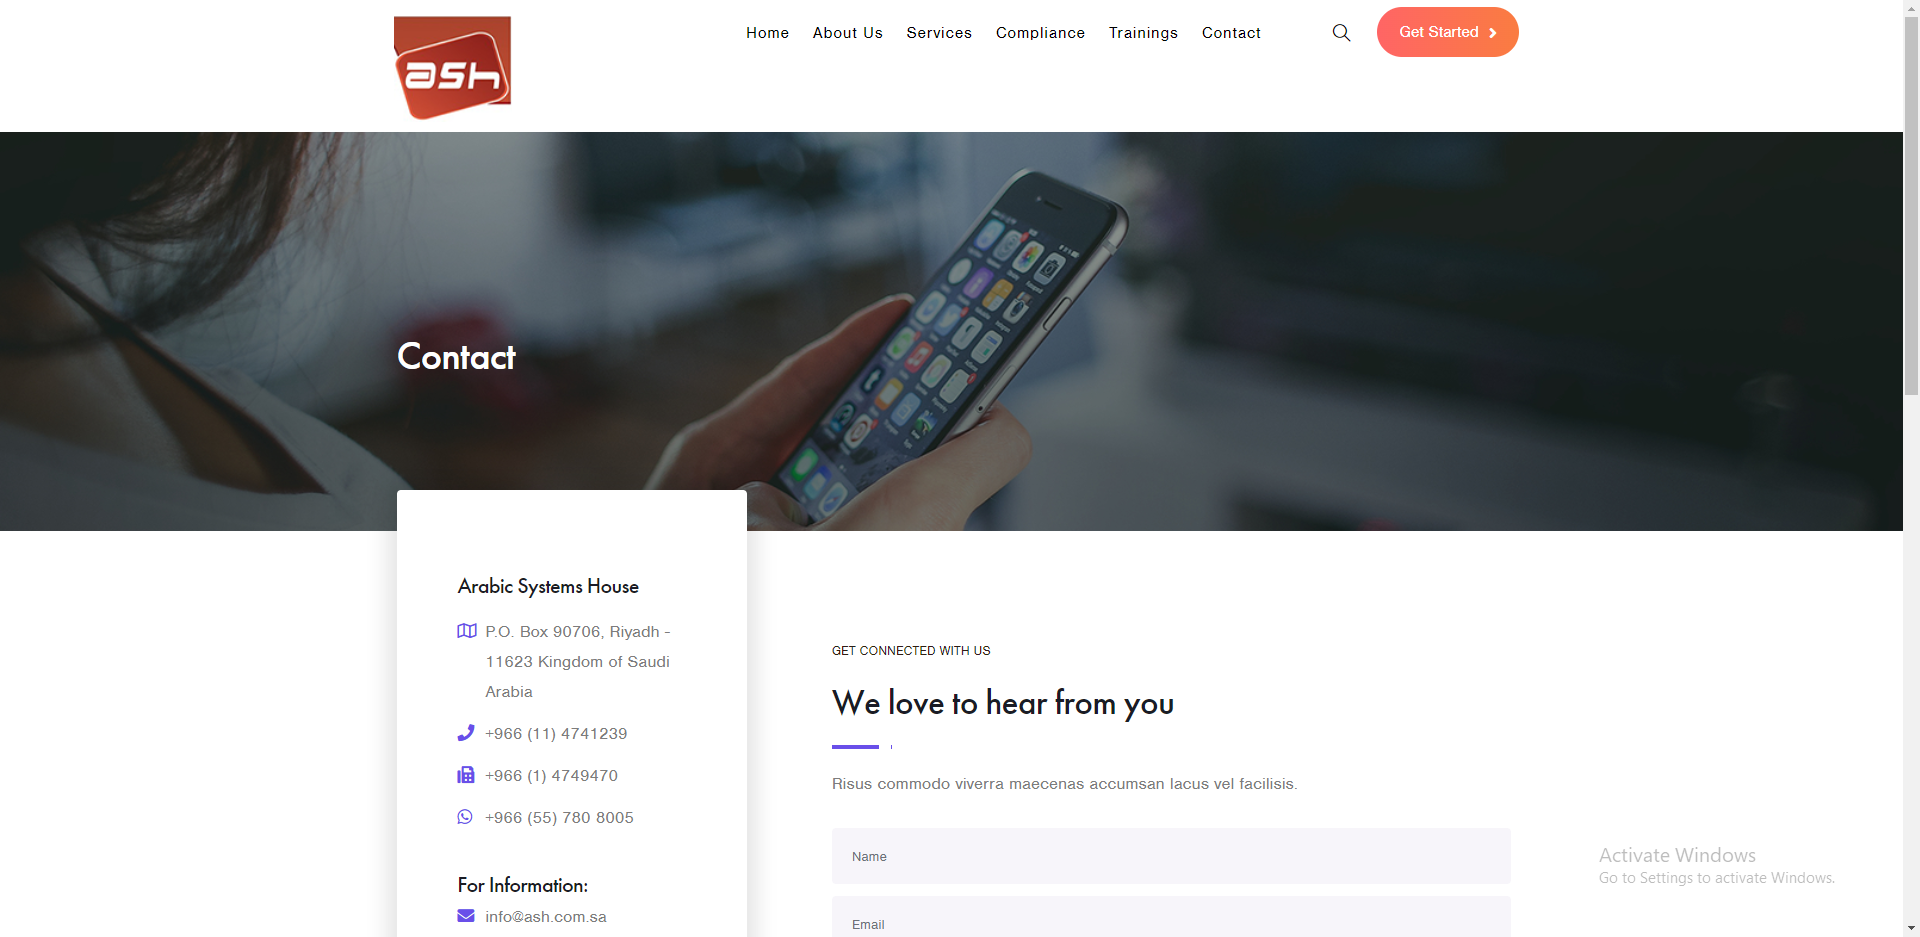 ash
Home About Us Services Compliance Trainings Contact
Get Started
Contact
Arabic Systems House
P.O. Box 90706, Riyadh -
11623 Kingdom of Saudi
Arabia
+966 (11) 4741239
+966 (1) 4749470
+966 (55) 780 8005
For Information:
info@ash.com.sa
GET CONNECTED WITH US
We love to hear from you
Risus commodo viverra maecenas accumsan lacus vel facilisis.
Name
Email
Activate Windows
Go to Settings to activate Windows.